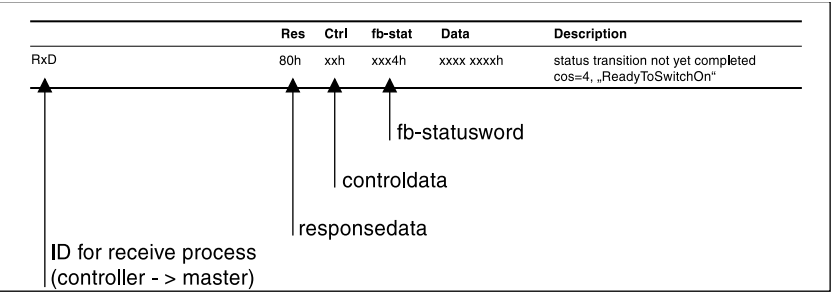 Res Ctrl fb-stat Data Description
RxD 80h xxh xxx4h xxxx xxxxh status transition not yet completed
cos=4, „ReadyToSwitchOn“
fb-statusword
controldata
responsedata
ID for receive process
(controller - > master)